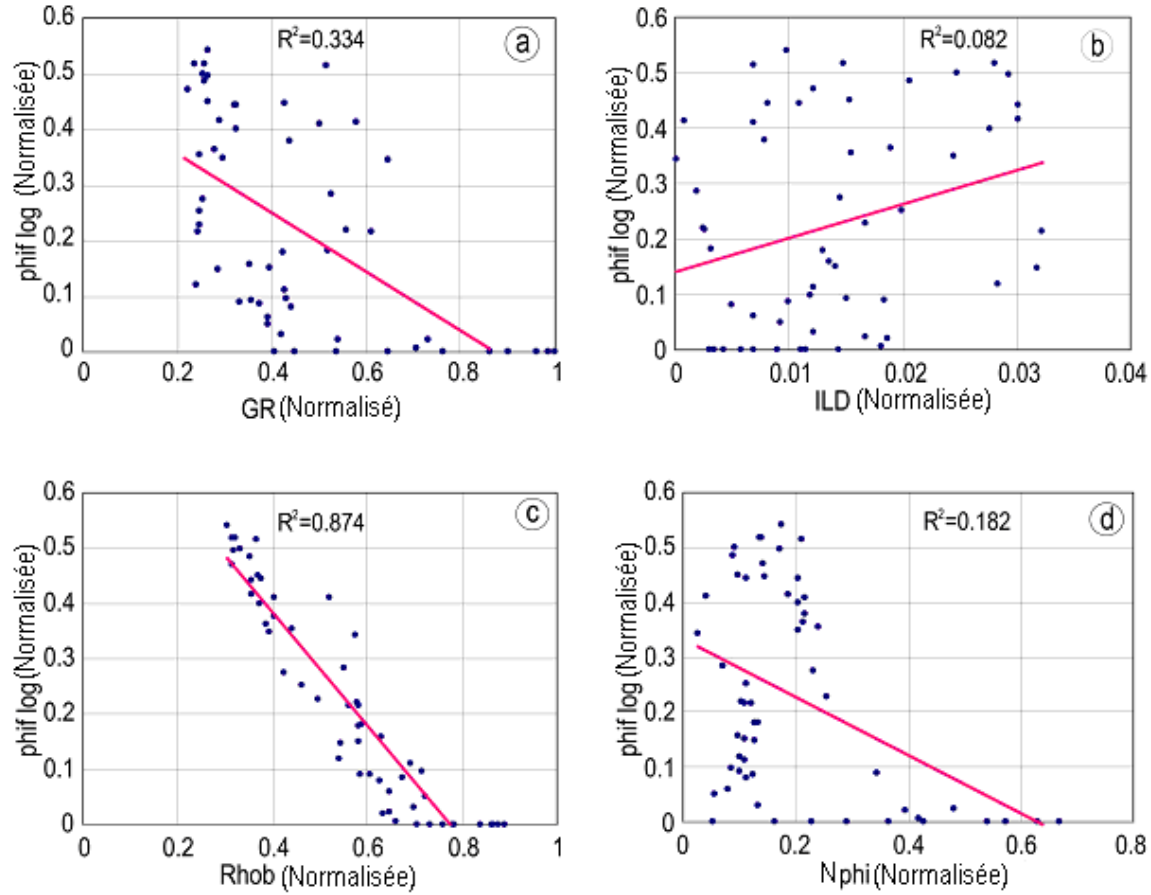 a
R²=0.334
phif log (Normalisée)
0.6
0.5
0.4
0.3
0.2
0.1
0
0 0.2 0.4 0.6 0.8 1
GR (Normalisé)
b
R²=0.082
phif log (Normalisée)
0.6
0.5
0.4
0.3
0.2
0.1
0
0 0.01 0.02 0.03 0.04
ILD (Normalisée)
c
R²=0.874
phif log (Normalisée)
0.6
0.5
0.4
0.3
0.2
0.1
0
0 0.2 0.4 0.6 0.8 1
Rhob (Normalisée)
d
R²=0.182
phif log (Normalisée)
0.6
0.5
0.4
0.3
0.2
0.1
0
0 0.2 0.4 0.6 0.8
Nphi (Normalisée)